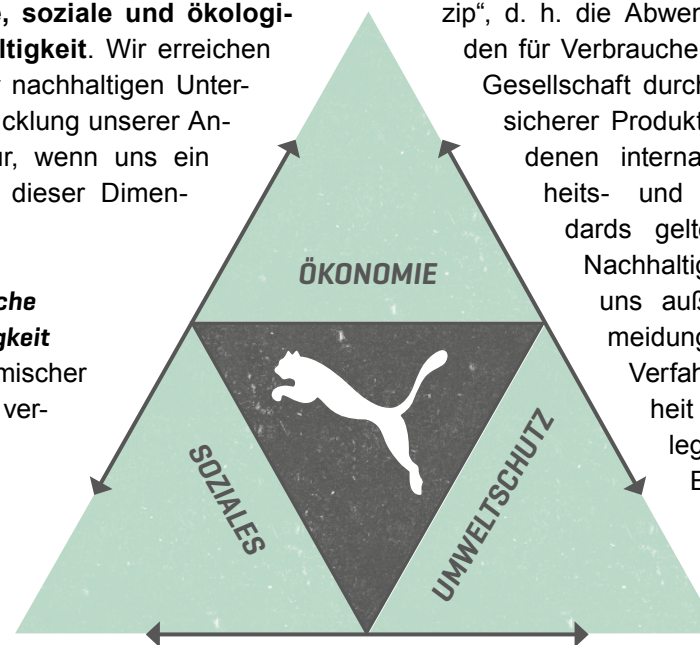 e, soziale und ökologi-
ltigkeit. Wir erreichen
nachhaltigen Unter-
cklung unserer An-
ur, wenn uns ein
dieser Dimen-
che
gkeit
mischer
ver-
ÖKONOMIE
SOZIALES
UMWELTSCHUTZ
zip“, d. h. die Abwen
den für Verbrauche
Gesellschaft durch
sicherer Produkt
denen interna
heits- und
dards gelte
Nachhaltig
uns auß
meidung
Verfah
heit
leg